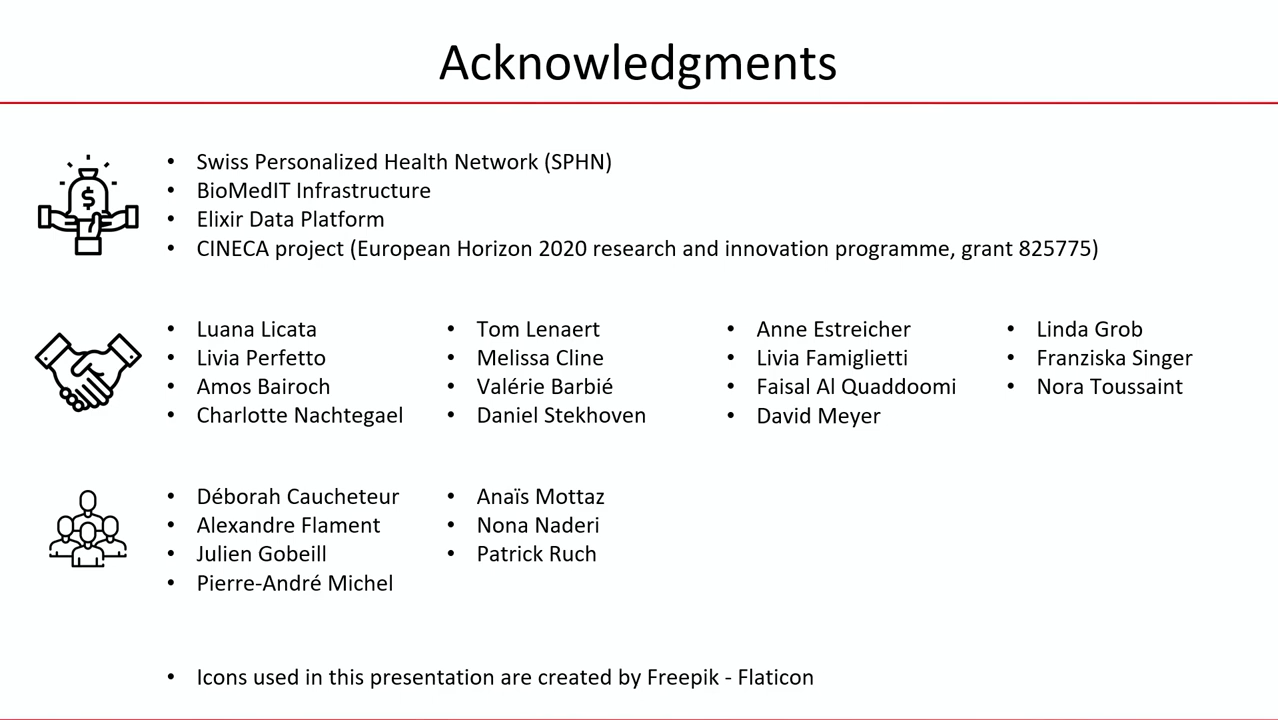 Acknowledgments
• Swiss Personalized Health Network (SPHN)
• BioMedIT Infrastructure
• Elixir Data Platform
• CINECA project (European Horizon 2020 research and innovation programme, grant 825775)
• Luana Licata
• Livia Perfetto
• Amos Bairoch
• Charlotte Nachtegael
• Tom Lenaert
• Melissa Cline
• Valérie Barbié
• Daniel Stekhoven
• Anne Estreicher
• Livia Famiglietti
• Faisal Al Quaddoomi
• David Meyer
• Linda Grob
• Franziska Singer
• Nora Toussaint
• Déborah Caucheteur
• Alexandre Flament
• Julien Gobeill
• Pierre-André Michel
• Anaïs Mottaz
• Nona Naderi
• Patrick Ruch
• Icons used in this presentation are created by Freepik - Flaticon